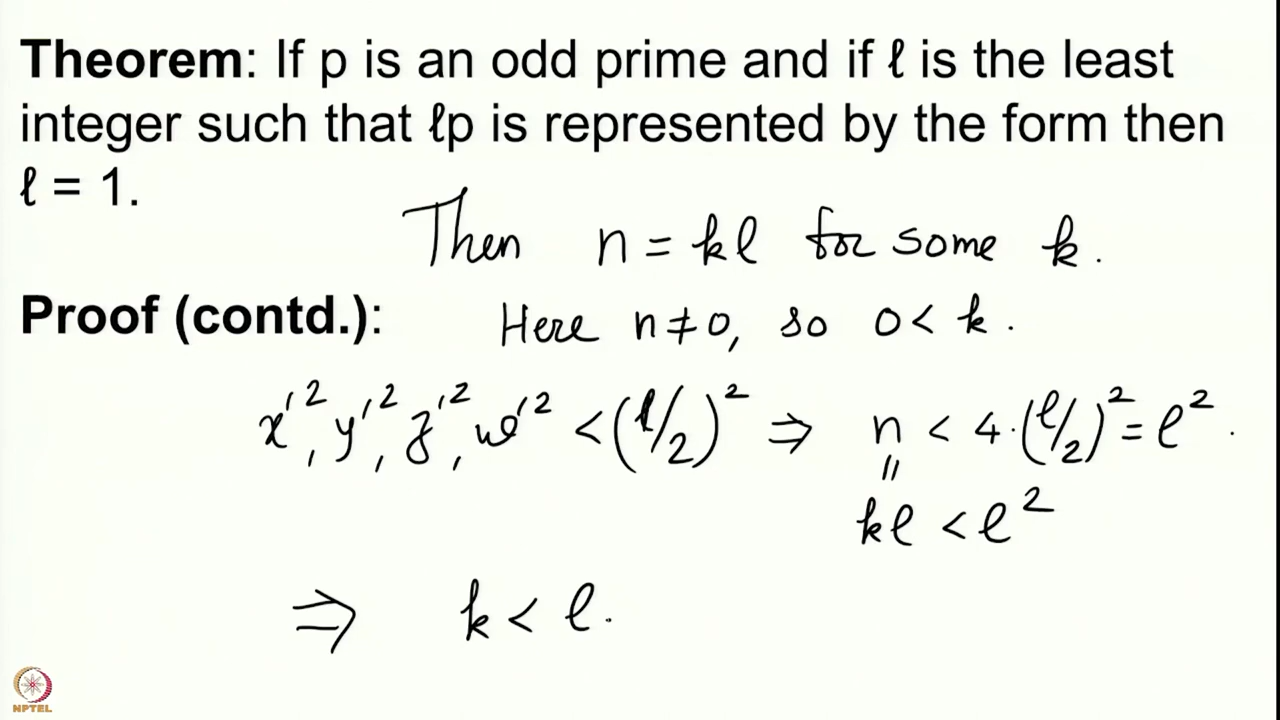 Theorem: If p is an odd prime and if ℓ is the least
integer such that ℓp is represented by the form then
ℓ = 1.
Then n = kℓ for some k.
Proof (contd.):
Here n ≠ 0, so 0 < k.
x'², y'², z'², w'² < (ℓ/2)² ⇒ n < 4·(ℓ/2)² = ℓ².
||
kℓ < ℓ²
⇒ k < ℓ.
NPTEL